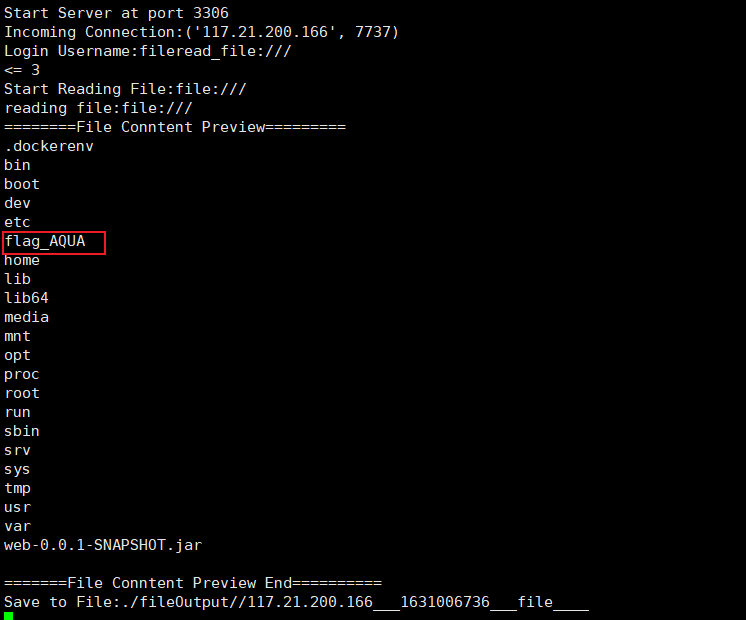 Start Server at port 3306
Incoming Connection:('117.21.200.166', 7737)
Login Username:fileread_file:///
<= 3
Start Reading File:file:///
reading file:file:///
========File Conntent Preview=========
.dockerenv
bin
boot
dev
etc
flag_AQUA
home
lib
lib64
media
mnt
opt
proc
root
run
sbin
srv
sys
tmp
usr
var
web-0.0.1-SNAPSHOT.jar
=======File Conntent Preview End==========
Save to File:./fileOutput//117.21.200.166___1631006736___file____